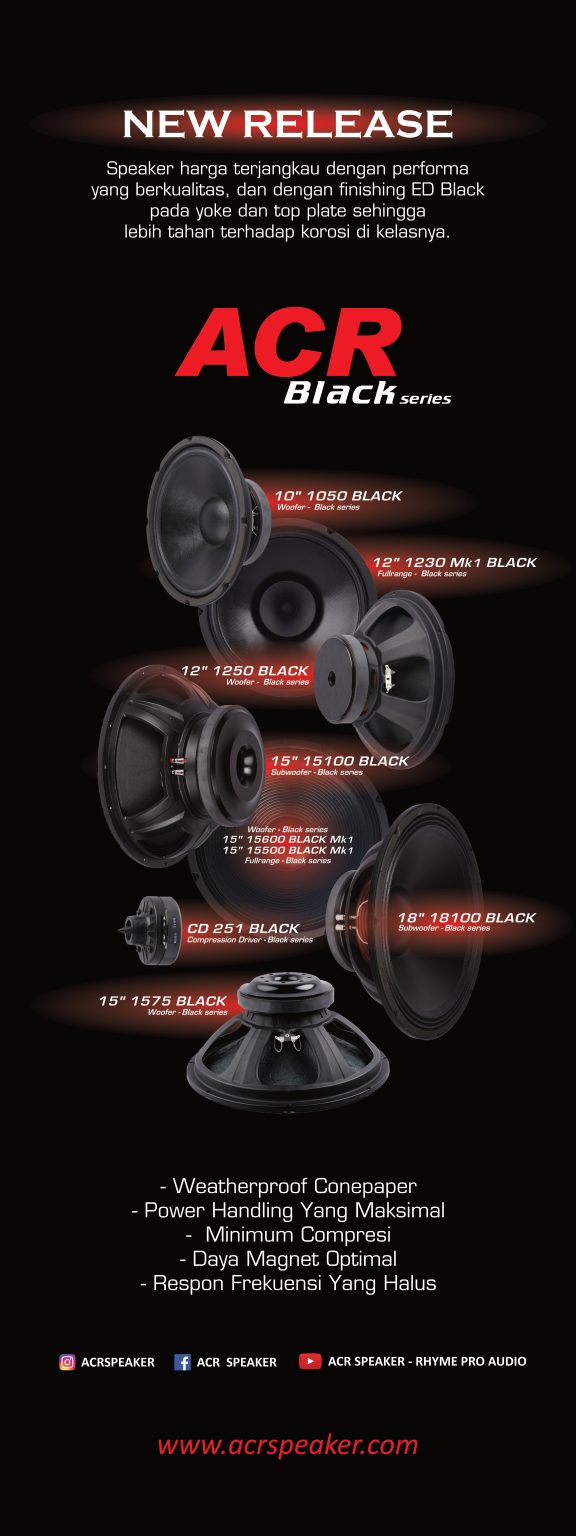 NEW RELEASE
Speaker harga terjangkau dengan performa
yang berkualitas, dan dengan finishing ED Black
pada yoke dan top plate sehingga
lebih tahan terhadap korosi di kelasnya.
ACR
Black series
10" 1050 BLACK
Woofer - Black series
12" 1230 Mk1 BLACK
Fullrange - Black series
12" 1250 BLACK
Woofer - Black series
15" 15100 BLACK
Subwoofer - Black series
Woofer - Black series
15" 15600 BLACK Mk1
15" 15500 BLACK Mk1
Fullrange - Black series
18" 18100 BLACK
Subwoofer - Black series
CD 251 BLACK
Compression Driver - Black series
15" 1575 BLACK
Woofer - Black series
- Weatherproof Conepaper
- Power Handling Yang Maksimal
- Minimum Compresi
- Daya Magnet Optimal
- Respon Frekuensi Yang Halus
ACRSPEAKER
ACR SPEAKER
ACR SPEAKER - RHYME PRO AUDIO
www.acrspeaker.com